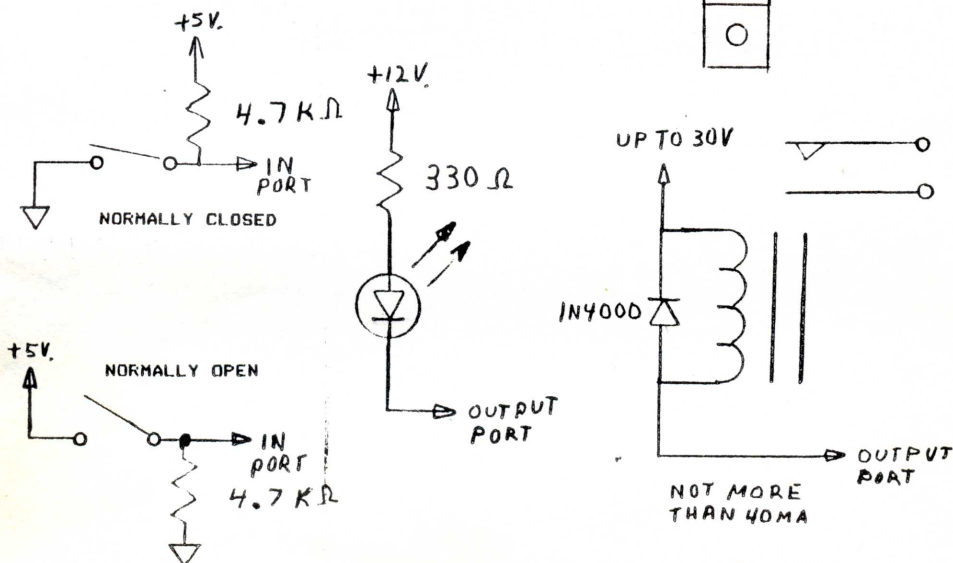 +5V.
4.7KΩ
IN
PORT
NORMALLY CLOSED
+12V.
330Ω
OUTPUT
PORT
UP TO 30V
1N4000
OUTPUT
PORT
NOT MORE
THAN 40MA
+5V.
NORMALLY OPEN
IN
PORT
4.7KΩ